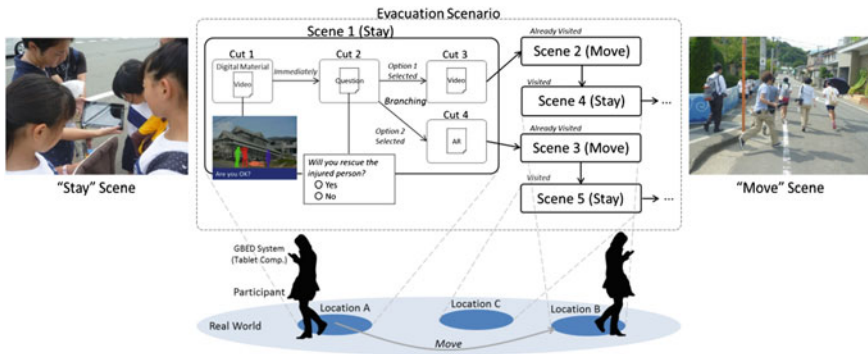 Evacuation Scenario
Scene 1 (Stay)
Cut 1
Digital Material
Video
Immediately
Cut 2
Question
Option 1
Selected
Branching
Option 2
Selected
Cut 3
Video
Cut 4
AR
Are you OK?
Will you rescue the
injured person?
Yes
No
Already Visited
Scene 2 (Move)
Visited
Scene 4 (Stay)
...
Already Visited
Scene 3 (Move)
Visited
Scene 5 (Stay)
...
"Stay" Scene
"Move" Scene
GBED System
(Tablet Comp.)
Participant
Real World
Location A
Location C
Location B
Move